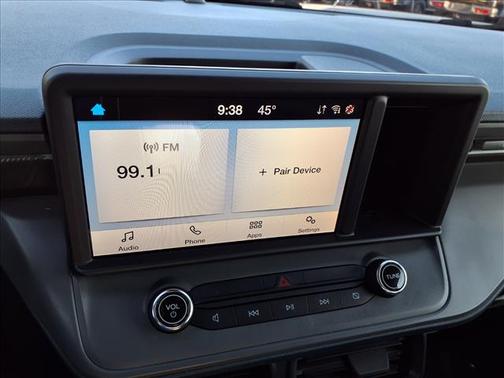 9:38 45°
FM
99.1
+ Pair Device
Audio Phone Apps Settings
VOL
TUNE